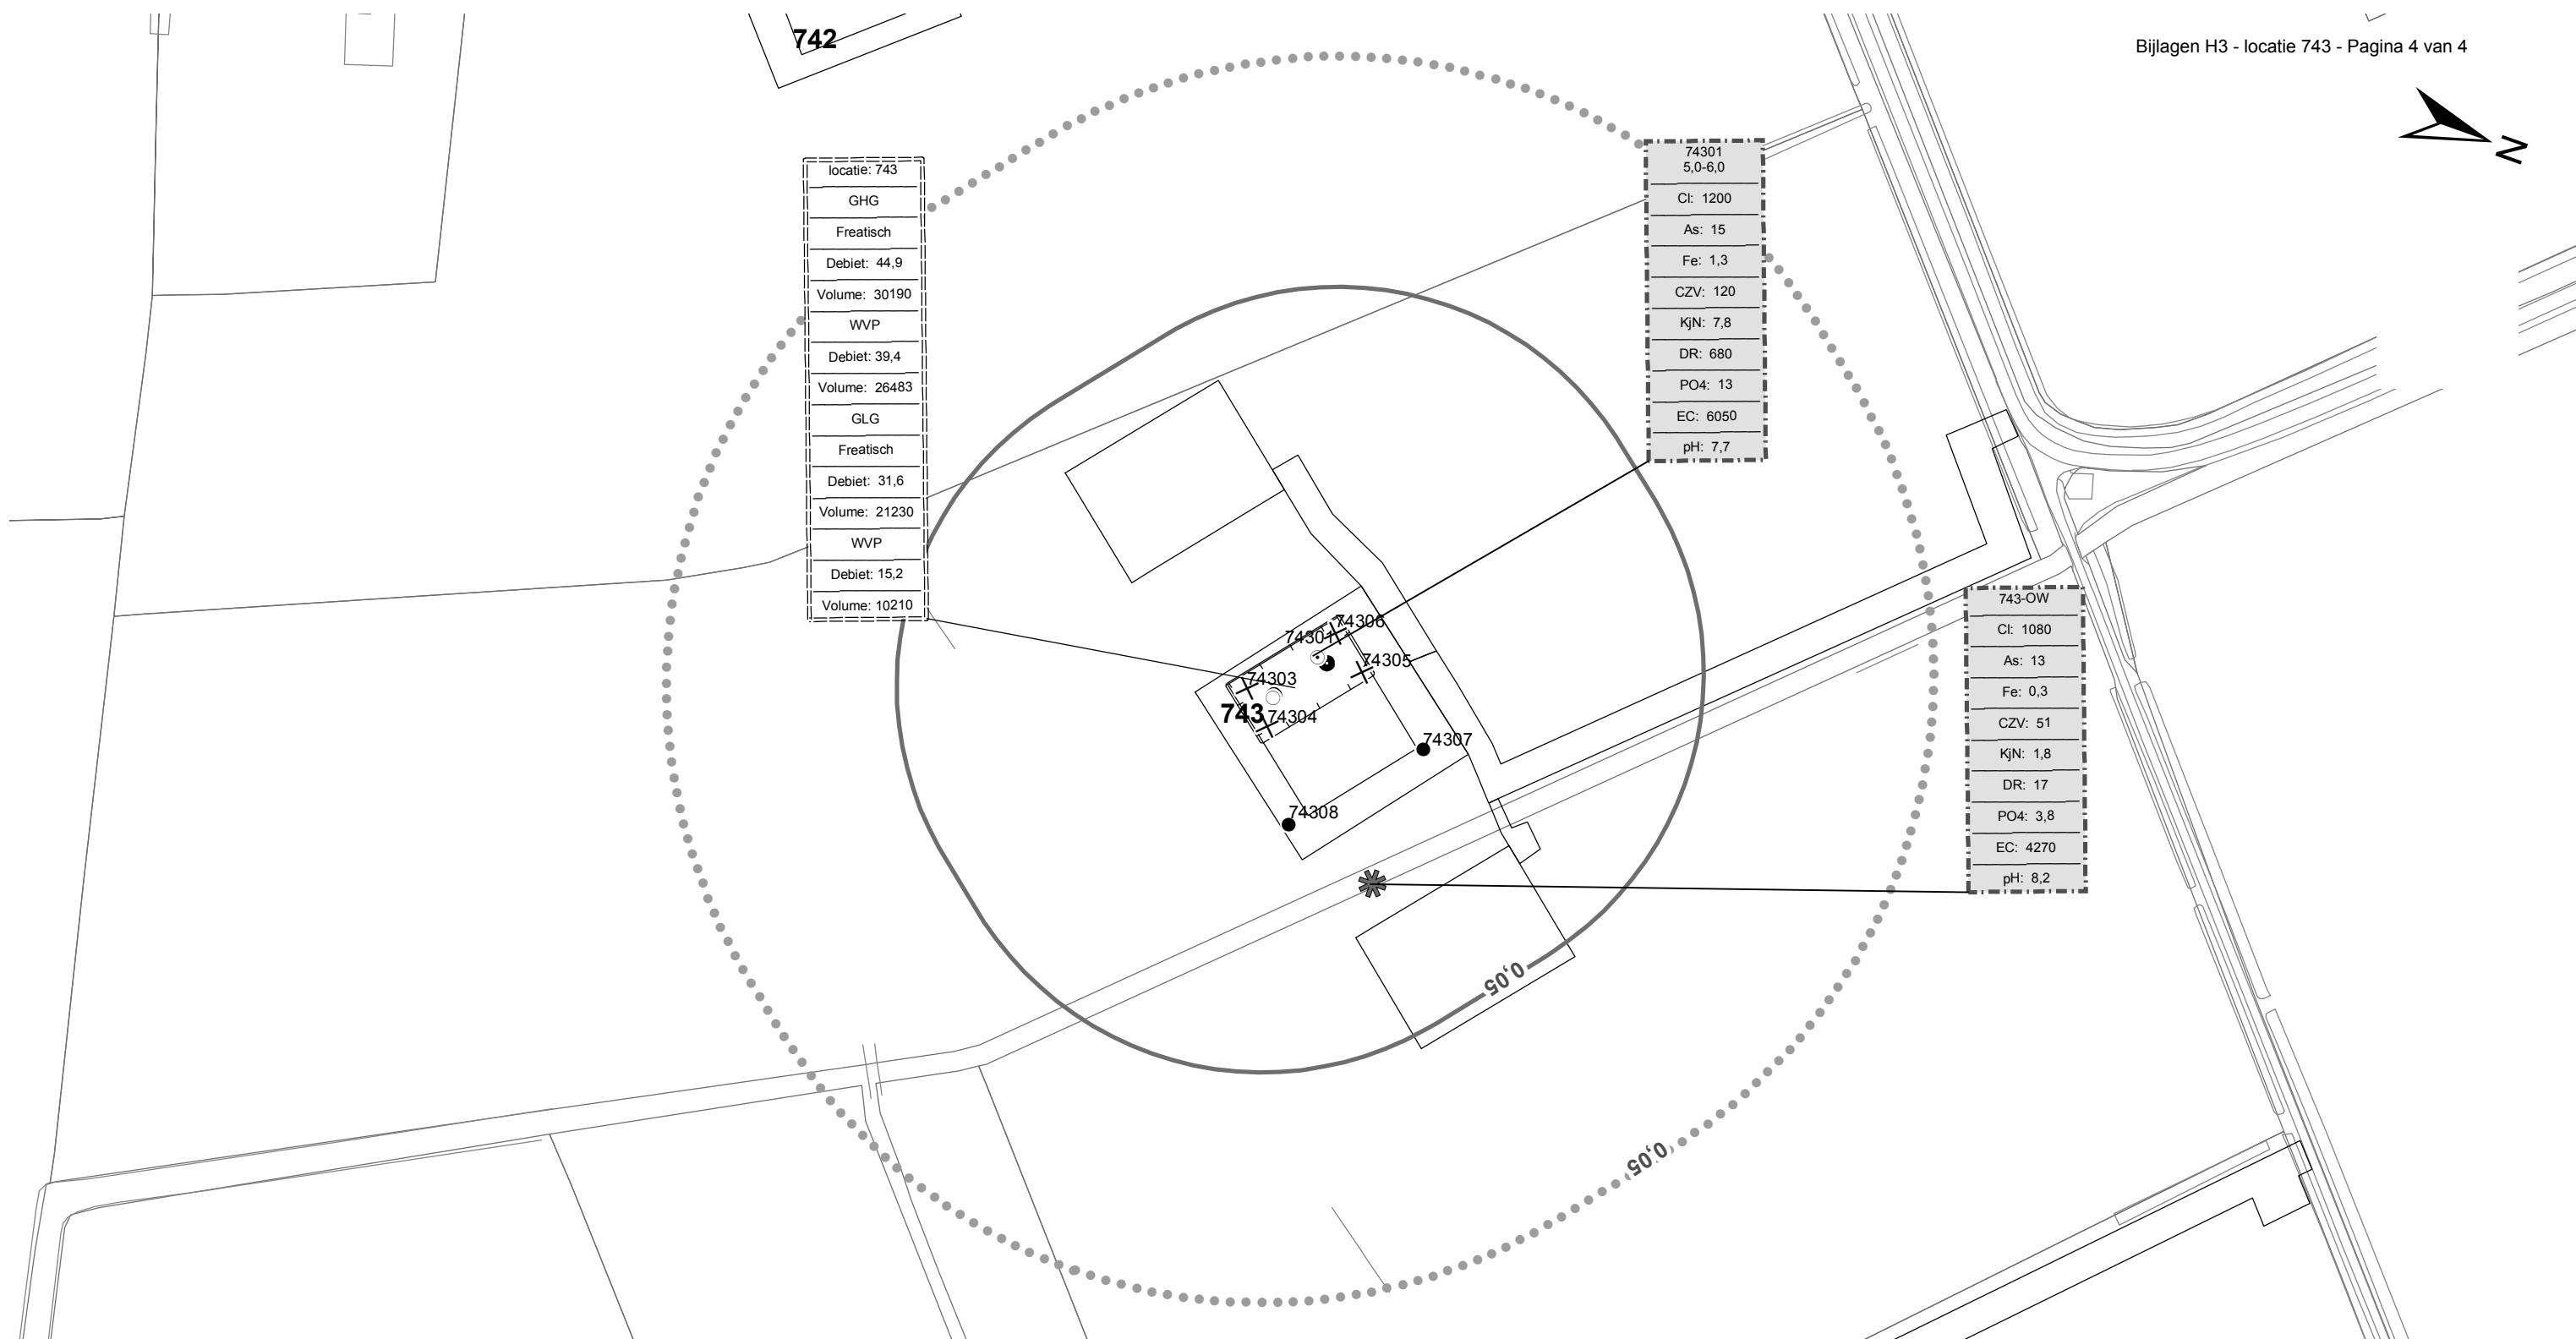 742
Bijlagen H3 - locatie 743 - Pagina 4 van 4
N
locatie: 743
GHG
Freatisch
Debiet: 44,9
Volume: 30190
WVP
Debiet: 39,4
Volume: 26483
GLG
Freatisch
Debiet: 31,6
Volume: 21230
WVP
Debiet: 15,2
Volume: 10210
74301
5,0-6,0
Cl: 1200
As: 15
Fe: 1,3
CZV: 120
KjN: 7,8
DR: 680
PO4: 13
EC: 6050
pH: 7,7
743-OW
Cl: 1080
As: 13
Fe: 0,3
CZV: 51
KjN: 1,8
DR: 17
PO4: 3,8
EC: 4270
pH: 8,2
74306
74301
74305
74303
743
74304
74307
74308
0,05
0,05